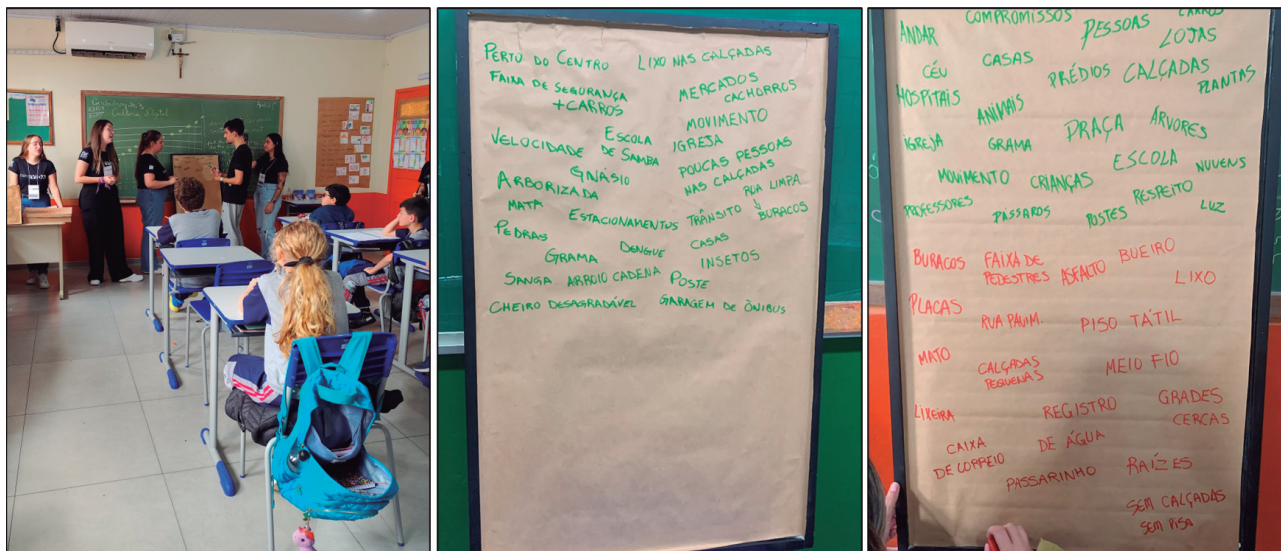 Cultura Digital
PERTO DO CENTRO LIXO NAS CALÇADAS
FAIXA DE SEGURANÇA MERCADOS
+ CARROS CACHORROS
ESCOLA MOVIMENTO
VELOCIDADE DE SAMBA IGREJA
GINÁSIO POUCAS PESSOAS
ARBORIZADA NAS CALÇADAS
RUA LIMPA
MATA ESTACIONAMENTOS TRÂNSITO BURACOS
PEDRAS DENGUE CASAS
GRAMA INSETOS
SANGA ARROIO CADENA POSTE
CHEIRO DESAGRADÁVEL GARAGEM DE ÔNIBUS
COMPROMISSOS CARROS
ANDAR PESSOAS LOJAS
CÉU CASAS
HOSPITAIS PRÉDIOS CALÇADAS PLANTAS
ANIMAIS
IGREJA GRAMA PRAÇA ÁRVORES
MOVIMENTO CRIANÇAS ESCOLA NUVENS
PROFESSORES PÁSSAROS POSTES RESPEITO LUZ
BURACOS FAIXA DE PEDESTRES ASFALTO BUEIRO
LIXO
PLACAS RUA PAVIM. PISO TÁTIL
MATO CALÇADAS PEQUENAS MEIO FIO
LIXEIRA REGISTRO DE ÁGUA GRADES
CERCAS
CAIXA
DE CORREIO PASSARINHO RAÍZES
SEM CALÇADAS
SEM PISA